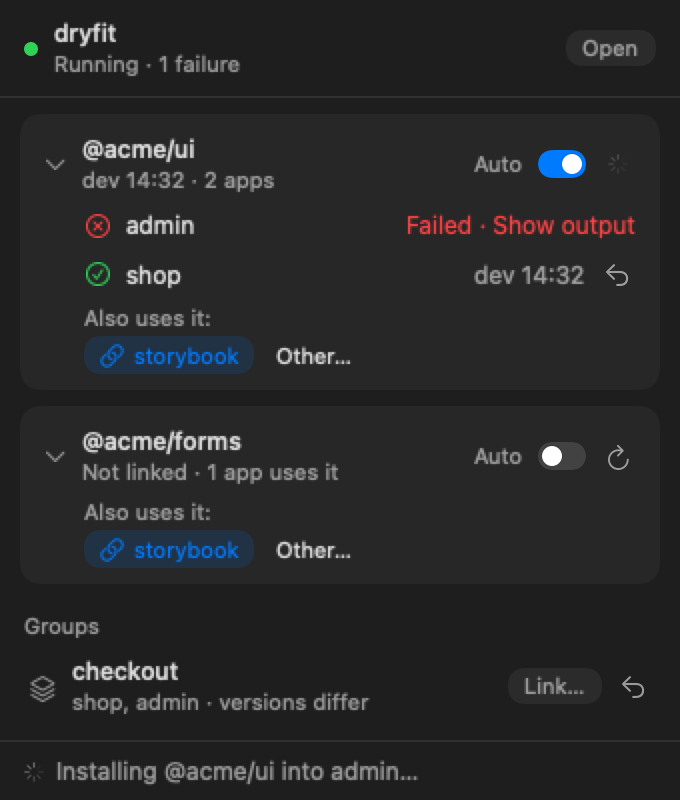 dryfit
Running · 1 failure
Open
@acme/ui
dev 14:32 · 2 apps
Auto
admin
Failed · Show output
shop
dev 14:32
Also uses it:
storybook
Other...
@acme/forms
Not linked · 1 app uses it
Auto
Also uses it:
storybook
Other...
Groups
checkout
shop, admin · versions differ
Link...
Installing @acme/ui into admin...